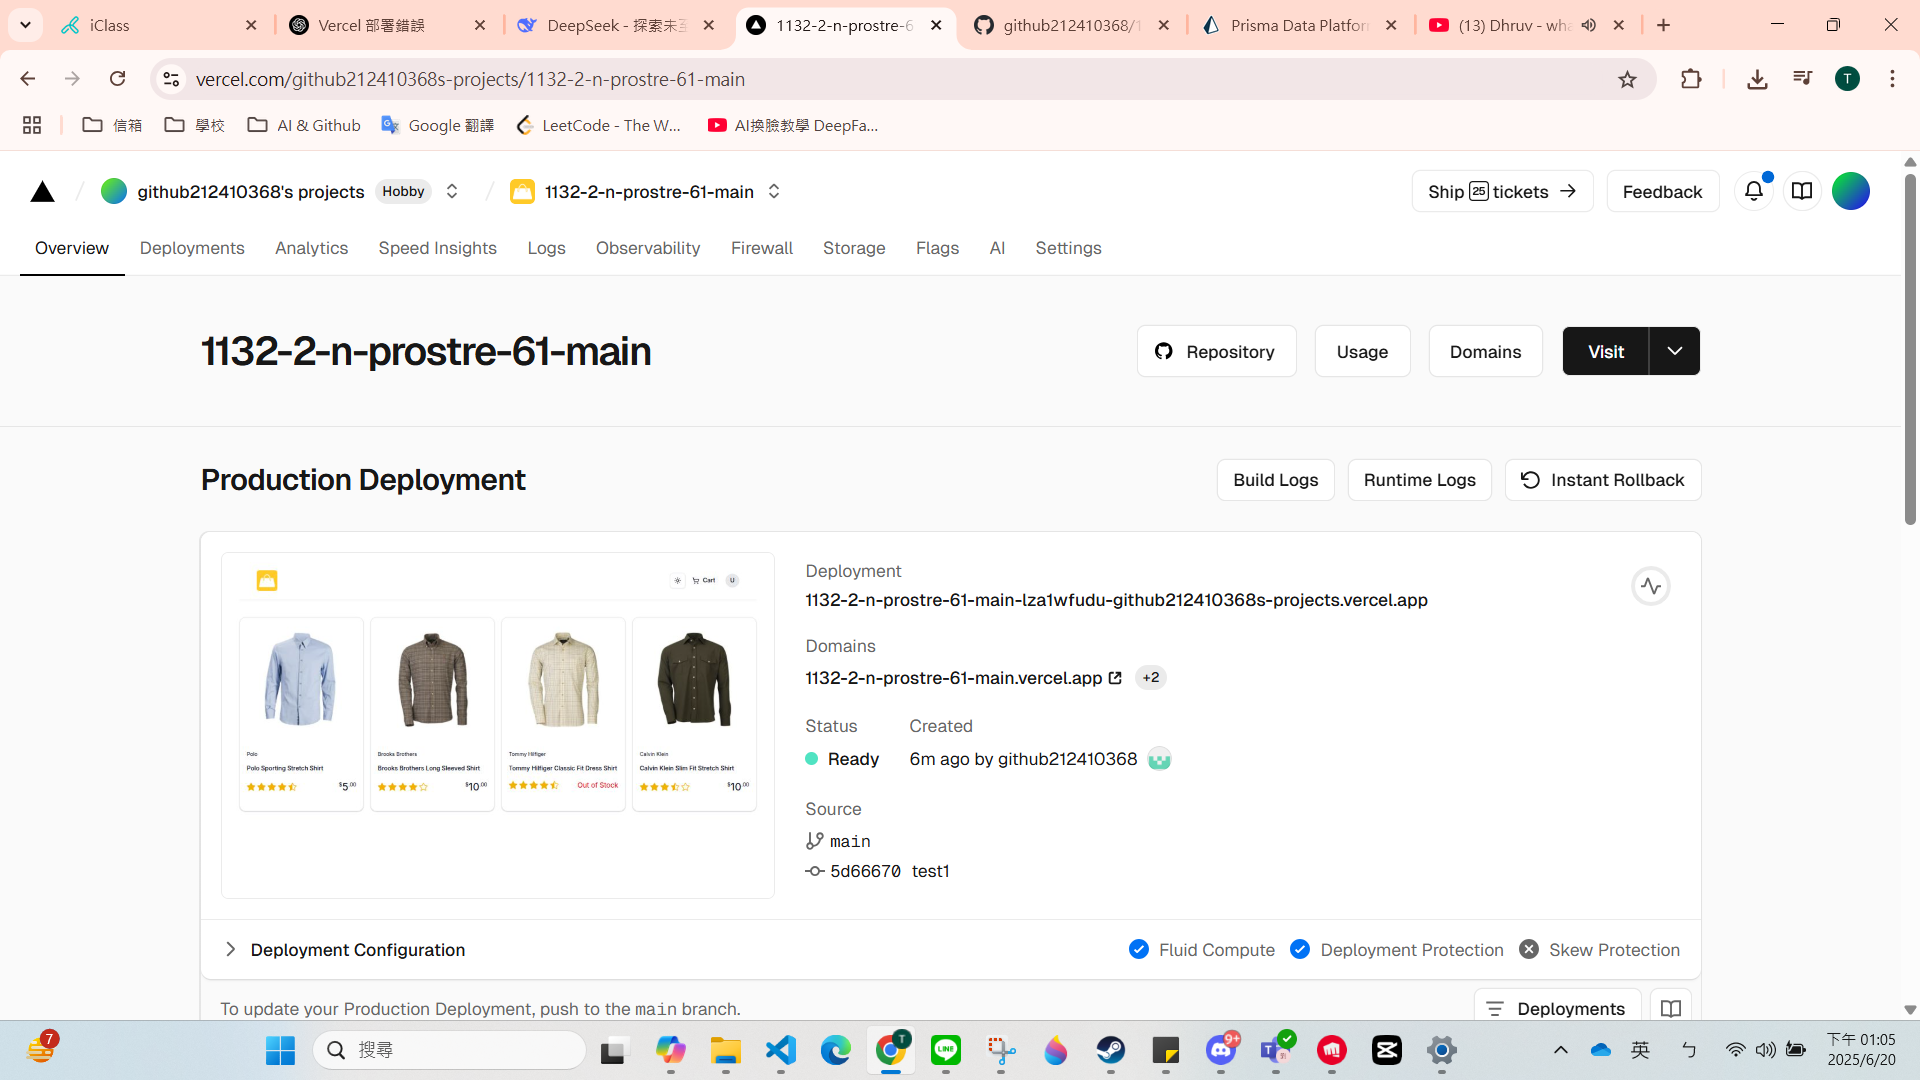 iClass
Vercel 部署錯誤
DeepSeek - 探索未至
1132-2-n-prostre-6
github212410368/1
Prisma Data Platform
(13) Dhruv - wha
vercel.com/github212410368s-projects/1132-2-n-prostre-61-main
T
信箱
學校
AI & Github
Google 翻譯
LeetCode - The W...
AI換臉教學 DeepFa...
github212410368's projects
Hobby
1132-2-n-prostre-61-main
Ship 25 tickets
Feedback
Overview
Deployments
Analytics
Speed Insights
Logs
Observability
Firewall
Storage
Flags
AI
Settings
1132-2-n-prostre-61-main
Repository
Usage
Domains
Visit
Production Deployment
Build Logs
Runtime Logs
Instant Rollback
Cart
U
Polo
Polo Sporting Stretch Shirt
$5.00
Brooks Brothers
Brooks Brothers Long Sleeved Shirt
$10.00
Tommy Hilfiger
Tommy Hilfiger Classic Fit Dress Shirt
Out of Stock
Calvin Klein
Calvin Klein Slim Fit Stretch Shirt
$10.00
Deployment
1132-2-n-prostre-61-main-lza1wfudu-github212410368s-projects.vercel.app
Domains
1132-2-n-prostre-61-main.vercel.app
+2
Status
Created
Ready
6m ago by github212410368
Source
main
5d66670 test1
Deployment Configuration
Fluid Compute
Deployment Protection
Skew Protection
To update your Production Deployment, push to the main branch.
Deployments
7
搜尋
T
LINE
9+
英
ㄅ
下午 01:05
2025/6/20